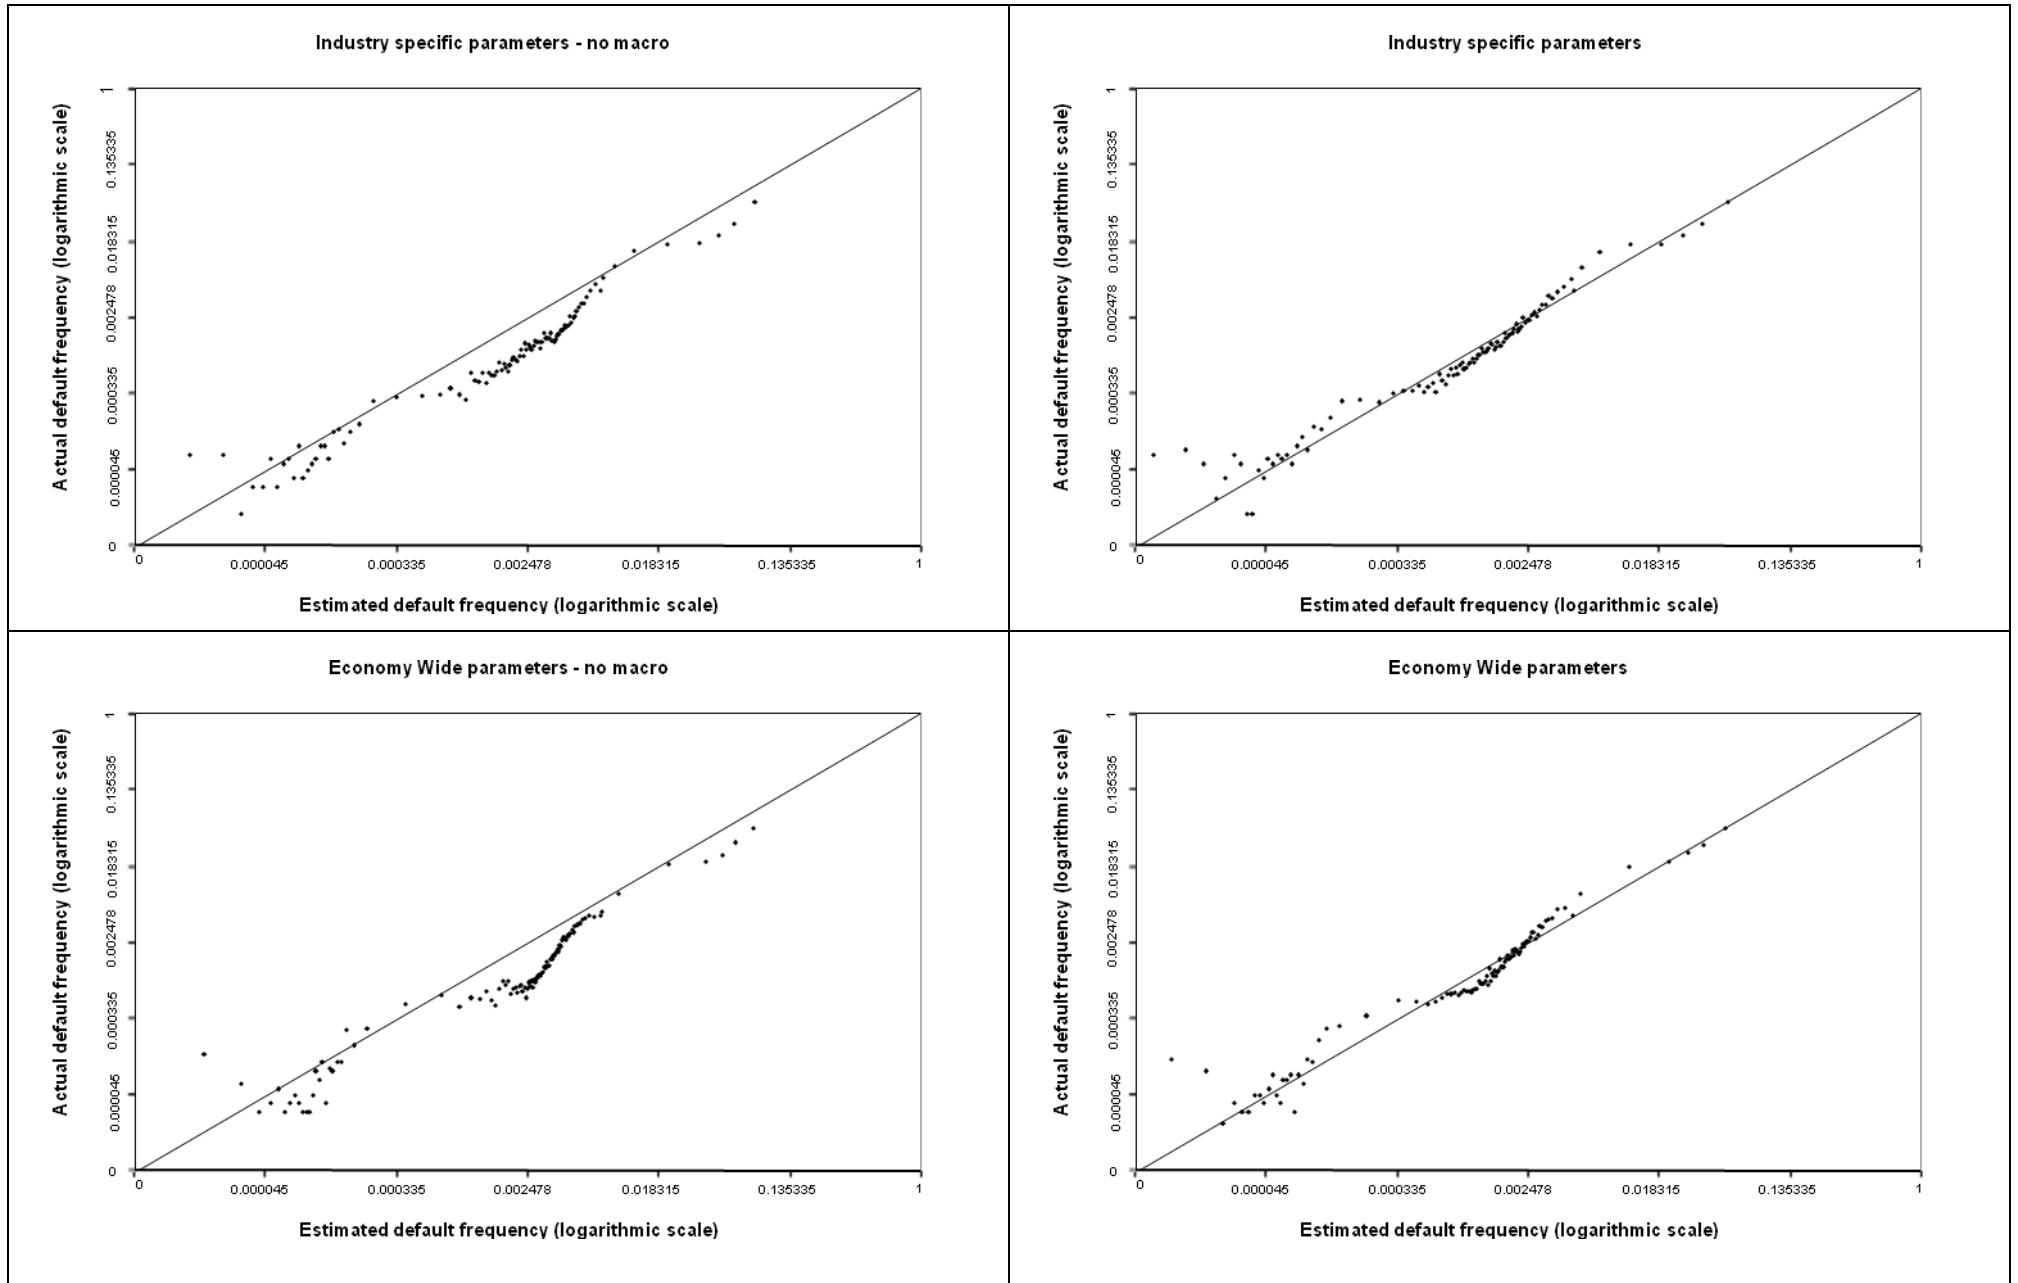 Industry specific parameters - no macro
Actual default frequency (logarithmic scale)
1
0.135335
0.018315
0.002478
0.000335
0.000045
0
0 0.000045 0.000335 0.002478 0.018315 0.135335 1
Estimated default frequency (logarithmic scale)
Industry specific parameters
Actual default frequency (logarithmic scale)
1
0.135335
0.018315
0.002478
0.000335
0.000045
0
0 0.000045 0.000335 0.002478 0.018315 0.135335 1
Estimated default frequency (logarithmic scale)
Economy Wide parameters - no macro
Actual default frequency (logarithmic scale)
1
0.135335
0.018315
0.002478
0.000335
0.000045
0
0 0.000045 0.000335 0.002478 0.018315 0.135335 1
Estimated default frequency (logarithmic scale)
Economy Wide parameters
Actual default frequency (logarithmic scale)
1
0.135335
0.018315
0.002478
0.000335
0.000045
0
0 0.000045 0.000335 0.002478 0.018315 0.135335 1
Estimated default frequency (logarithmic scale)